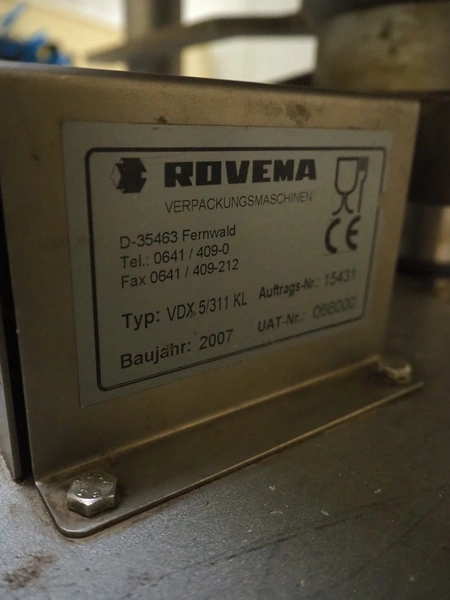 ROVEMA
VERPACKUNGSMASCHINEN
D-35463 Fernwald
Tel.: 0641 / 409-0
Fax 0641 / 409-212
Typ: VDX 5/311 KL Auftrags-Nr.: 15431
Baujahr: 2007 UAT-Nr.: 066000
CE